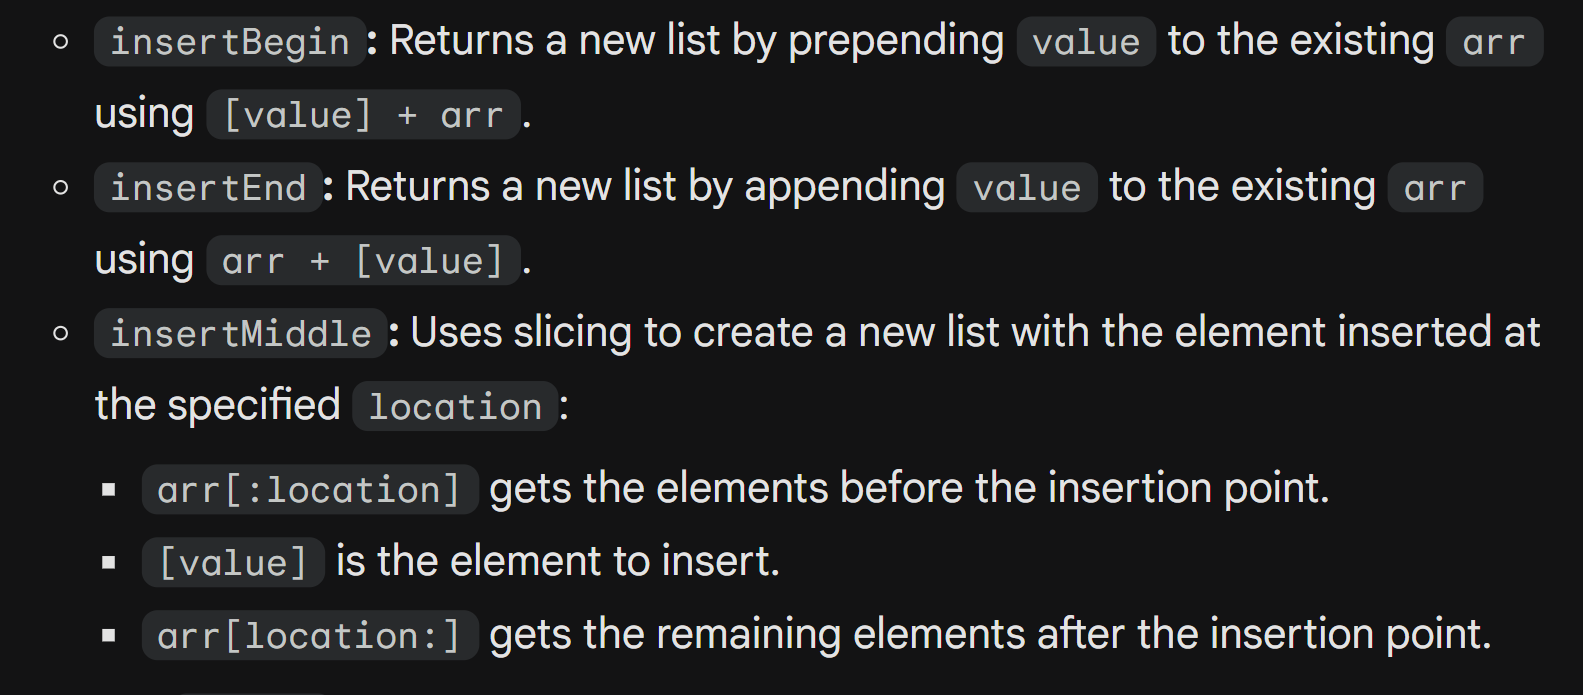 insertBegin: Returns a new list by prepending value to the existing arr
using [value] + arr.
insertEnd: Returns a new list by appending value to the existing arr
using arr + [value].
insertMiddle: Uses slicing to create a new list with the element inserted at
the specified location:
arr[:location] gets the elements before the insertion point.
[value] is the element to insert.
arr[location:] gets the remaining elements after the insertion point.